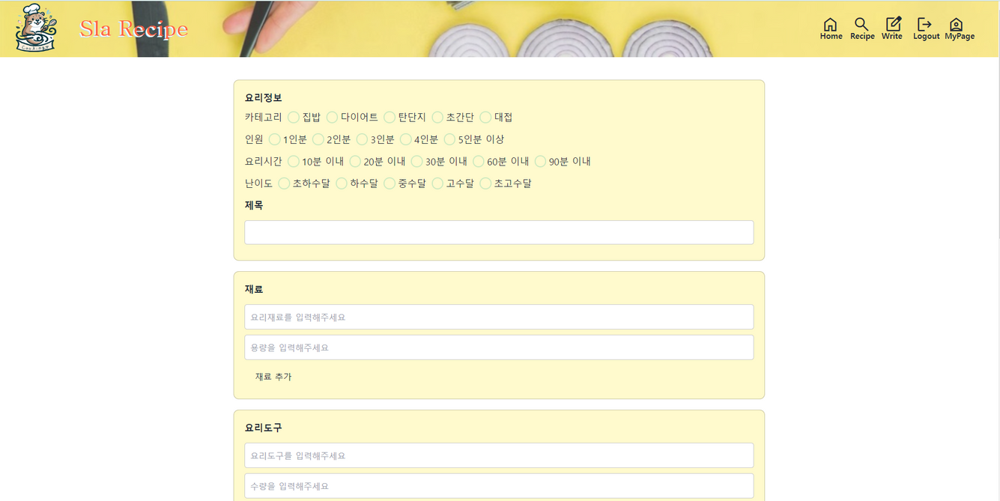 Sla Recipe
Home Recipe Write Logout MyPage
요리정보
카테고리 집밥 다이어트 탄단지 초간단 대접
인원 1인분 2인분 3인분 4인분 5인분 이상
요리시간 10분 이내 20분 이내 30분 이내 60분 이내 90분 이내
난이도 초하수달 하수달 중수달 고수달 초고수달
제목
재료
요리재료를 입력해주세요
용량을 입력해주세요
재료 추가
요리도구
요리도구를 입력해주세요
수량을 입력해주세요